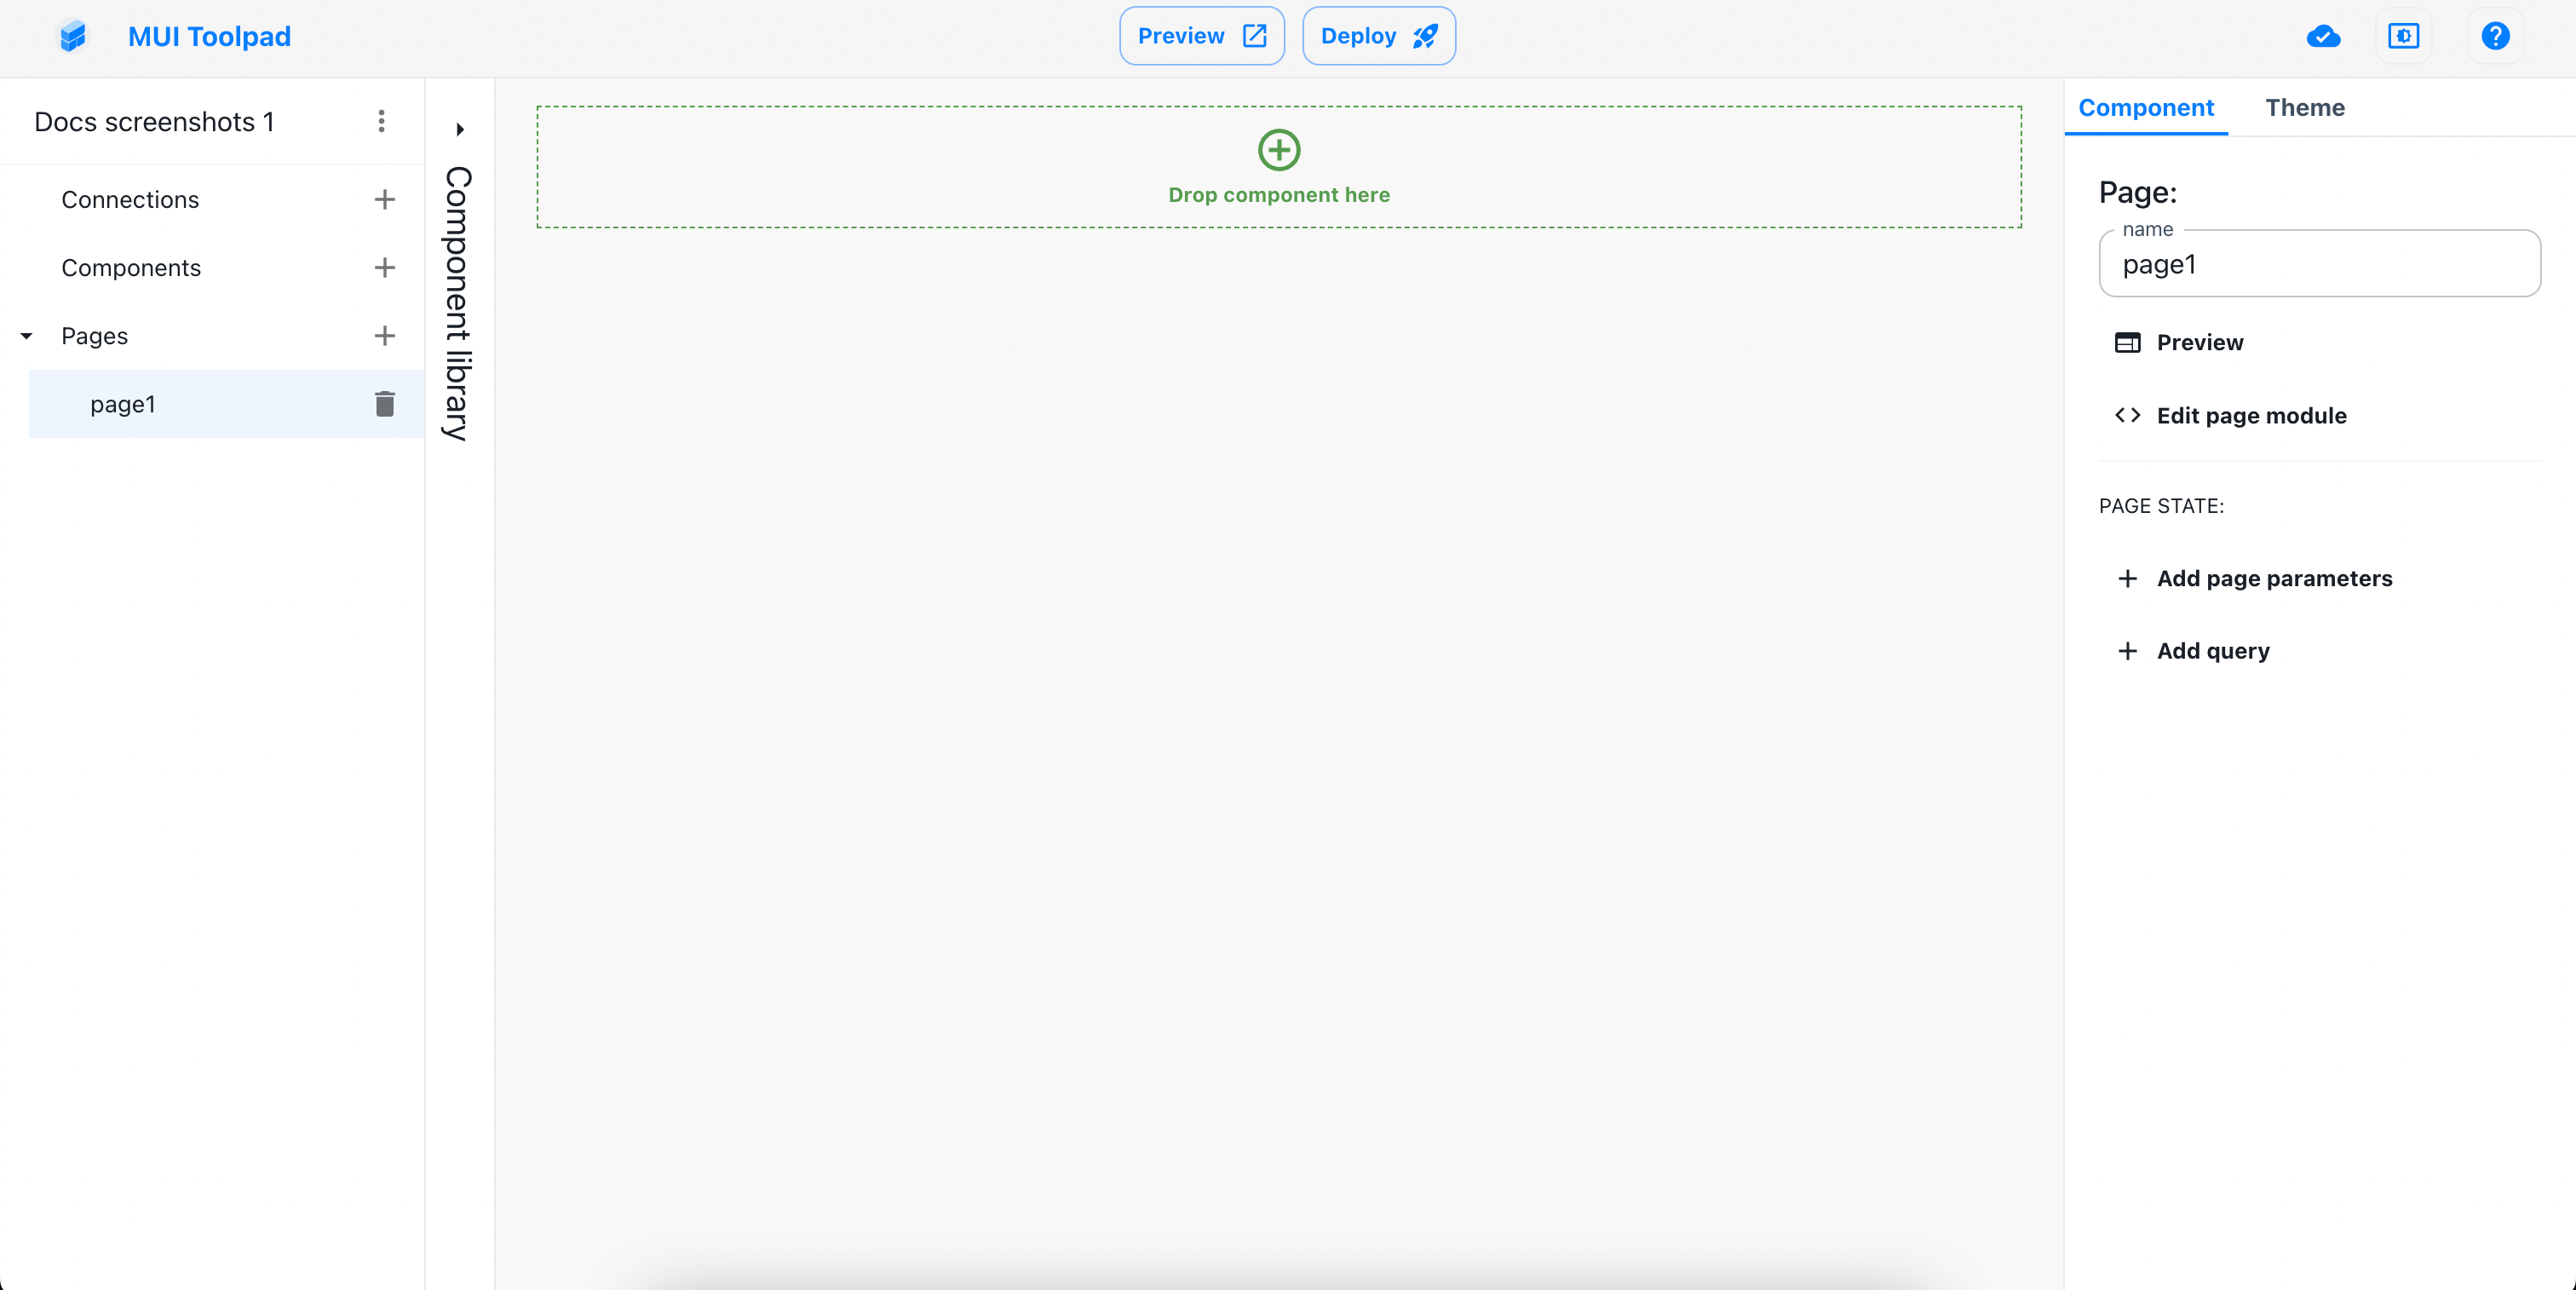 MUI Toolpad
Preview
Deploy
Docs screenshots 1
Connections
Components
Pages
page1
Component library
Drop component here
Component
Theme
Page:
name
page1
Preview
Edit page module
PAGE STATE:
Add page parameters
Add query